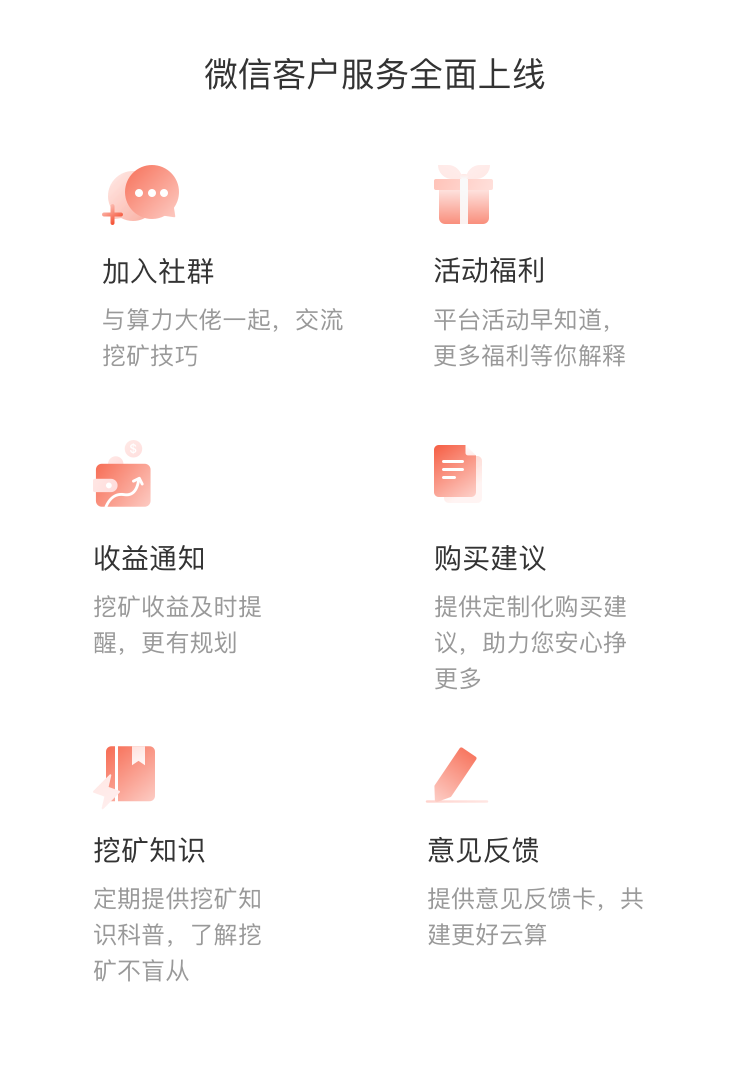 微信客户服务全面上线
加入社群
与算力大佬一起，交流
挖矿技巧
活动福利
平台活动早知道，
更多福利等你解释
收益通知
挖矿收益及时提
醒，更有规划
购买建议
提供定制化购买建
议，助力您安心挣
更多
挖矿知识
定期提供挖矿知
识科普，了解挖
矿不盲从
意见反馈
提供意见反馈卡，共
建更好云算